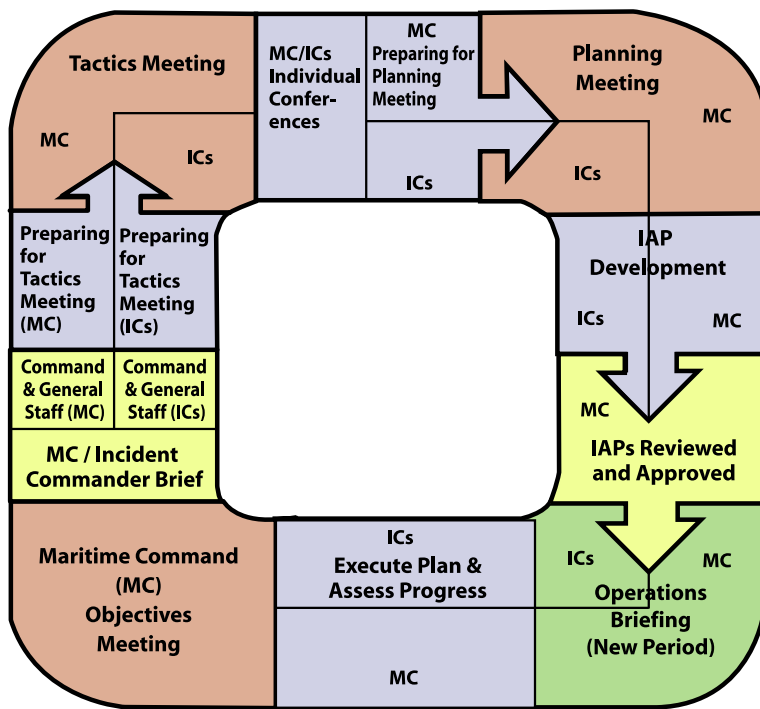 Tactics Meeting
MC
ICs
MC/ICs
Individual
Confer-
ences
MC
Preparing for
Planning
Meeting
ICs
Planning
Meeting
MC
ICs
Preparing
for
Tactics
Meeting
(MC)
Preparing
for
Tactics
Meeting
(ICs)
IAP
Development
ICs
MC
Command
& General
Staff (MC)
Command
& General
Staff (ICs)
MC / Incident
Commander Brief
MC
IAPs Reviewed
and Approved
Maritime Command
(MC)
Objectives
Meeting
ICs
Execute Plan &
Assess Progress
MC
ICs
MC
Operations
Briefing
(New Period)